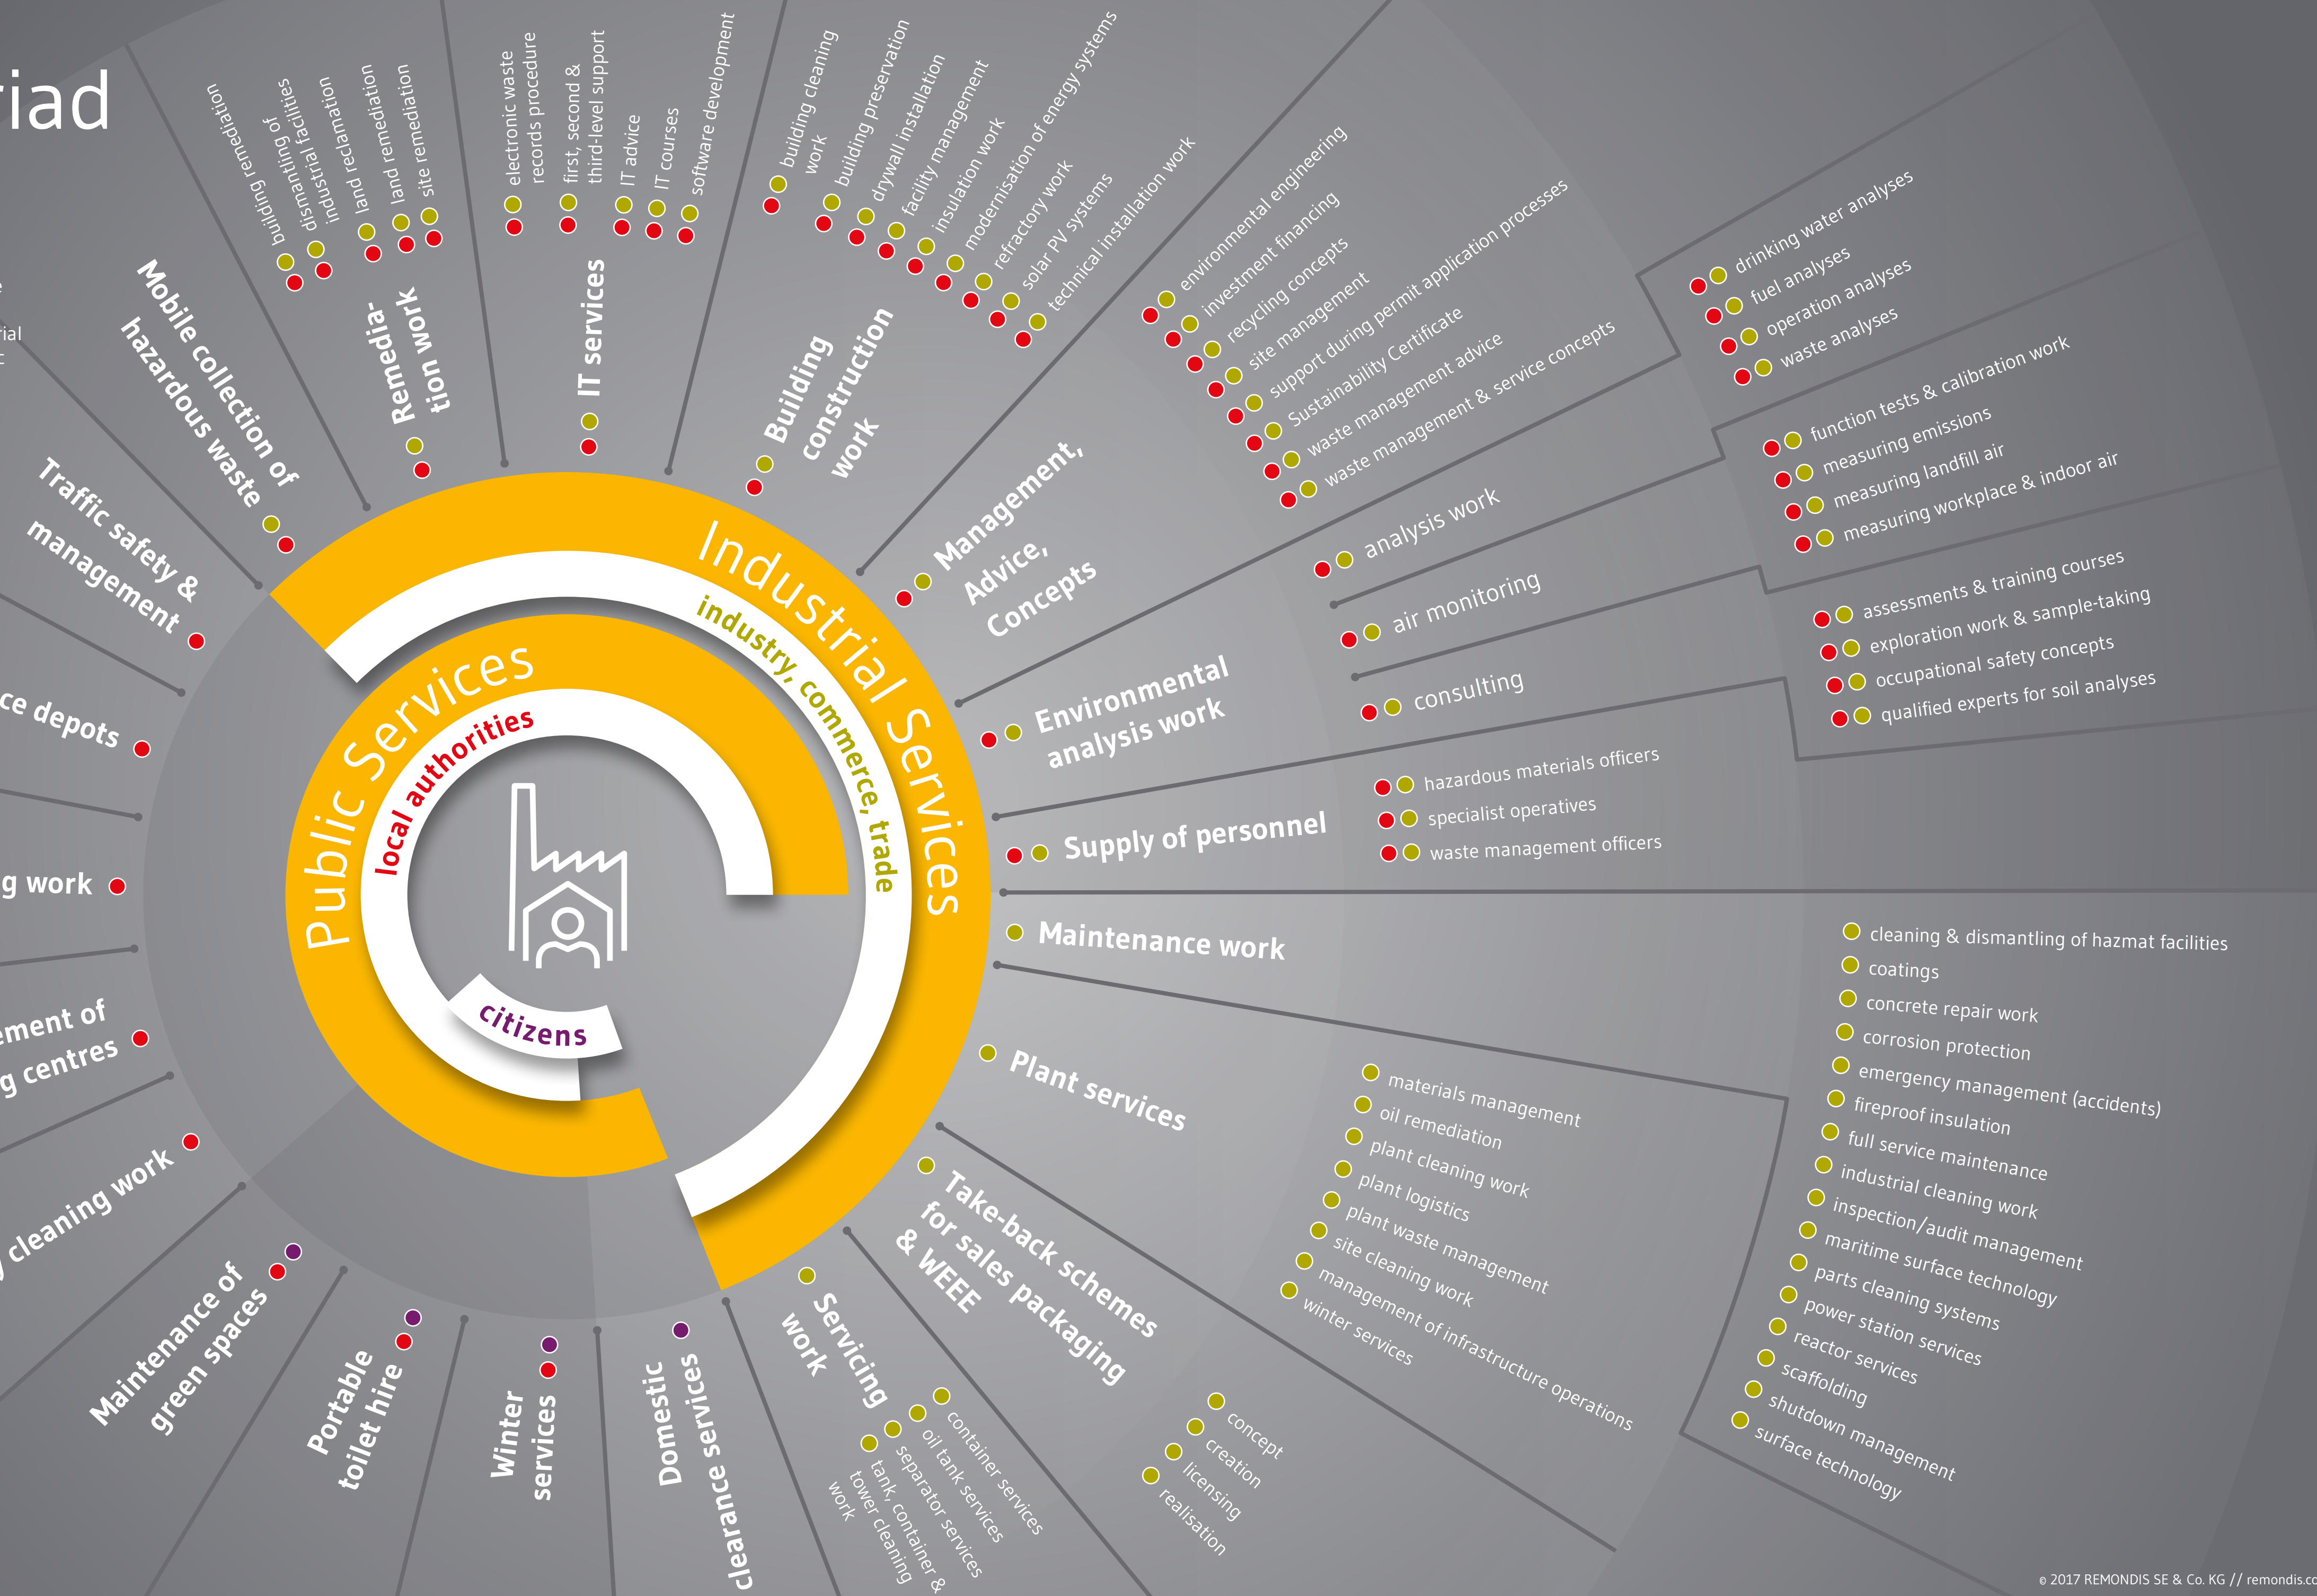 riad
rial
building remediation
dismantling of
industrial facilities
land reclamation
land remediation
site remediation
electronic waste
records procedure
first, second &
third-level support
IT advice
IT courses
software development
building cleaning
work
building preservation
drywall installation
facility management
insulation work
modernisation of energy systems
refractory work
solar PV systems
technical installation work
environmental engineering
investment financing
recycling concepts
site management
support during permit application processes
Sustainability Certificate
waste management advice
waste management & service concepts
drinking water analyses
fuel analyses
operation analyses
waste analyses
function tests & calibration work
measuring emissions
measuring landfill air
measuring workplace & indoor air
assessments & training courses
exploration work & sample-taking
occupational safety concepts
qualified experts for soil analyses
analysis work
air monitoring
consulting
hazardous materials officers
specialist operatives
waste management officers
Traffic safety &
management
Mobile collection of
hazardous waste
Remedia-
tion work
IT services
Building
construction
work
Management,
Advice,
Concepts
Environmental
analysis work
Supply of personnel
Maintenance work
Plant services
Industrial Services
industry, commerce, trade
Public Services
local authorities
citizens
ce depots
g work
ement of
g centres
y cleaning work
Maintenance of
green spaces
Portable
toilet hire
Winter
services
Domestic
clearance services
Servicing
work
Take-back schemes
for sales packaging
& WEEE
container services
oil tank services
separator services
tank, container &
tower cleaning
work
concept
creation
licensing
realisation
materials management
oil remediation
plant cleaning work
plant logistics
plant waste management
site cleaning work
management of infrastructure operations
winter services
cleaning & dismantling of hazmat facilities
coatings
concrete repair work
corrosion protection
emergency management (accidents)
fireproof insulation
full service maintenance
industrial cleaning work
inspection/audit management
maritime surface technology
parts cleaning systems
power station services
reactor services
scaffolding
shutdown management
surface technology
© 2017 REMONDIS SE & Co. KG // remondis.co